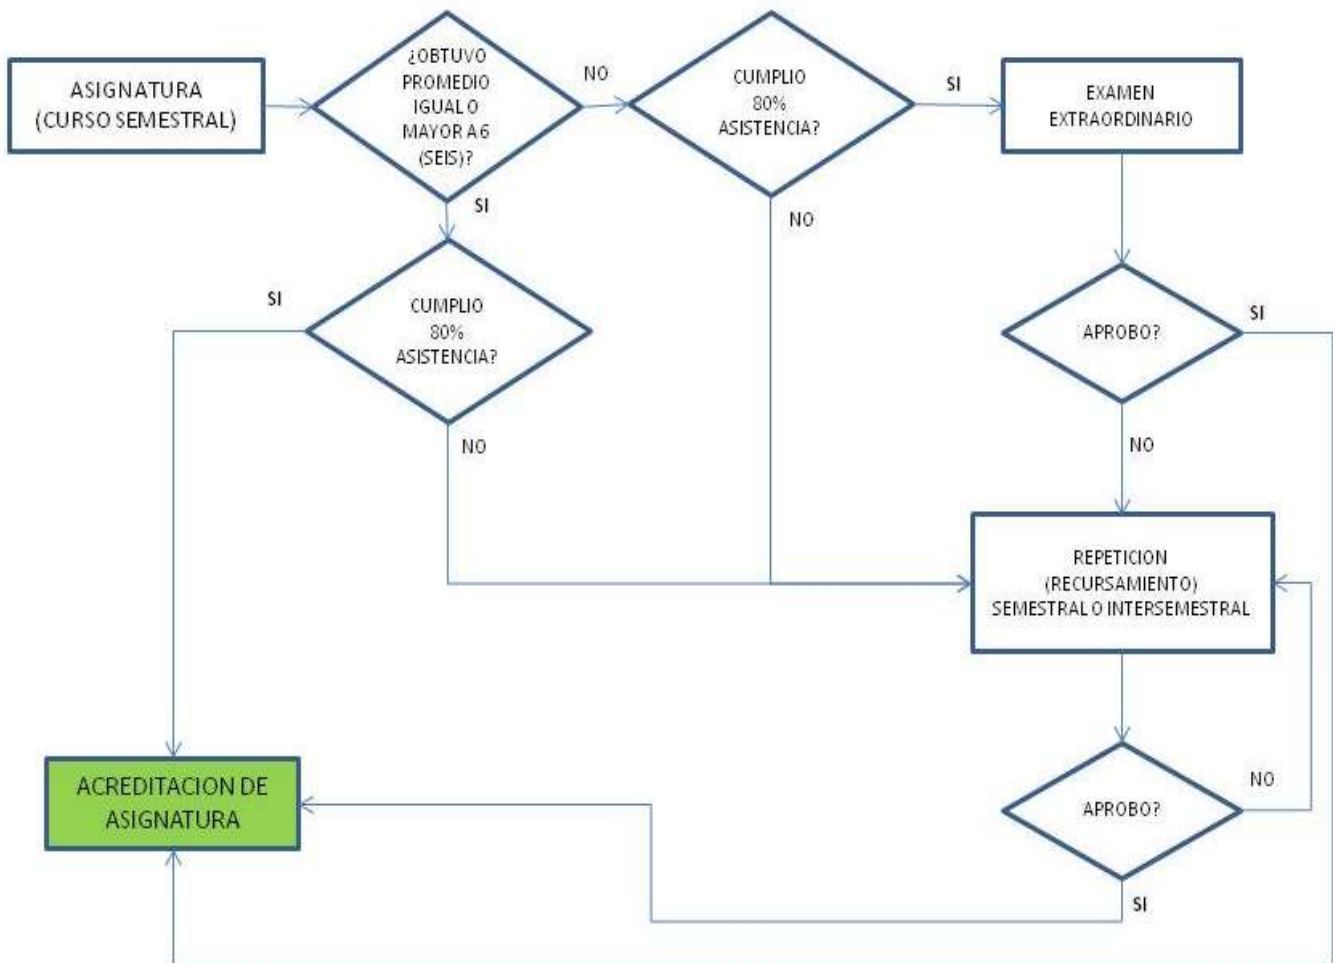 ASIGNATURA
(CURSO SEMESTRAL)
¿OBTUVO
PROMEDIO
IGUAL O
MAYOR A 6
(SEIS)?
NO
CUMPLIO
80%
ASISTENCIA?
SI
EXAMEN
EXTRAORDINARIO
SI
NO
SI
CUMPLIO
80%
ASISTENCIA?
NO
APROBO?
SI
NO
REPETICION
(RECURSAMIENTO)
SEMESTRAL O INTERSEMESTRAL
ACREDITACION DE
ASIGNATURA
APROBO?
NO
SI